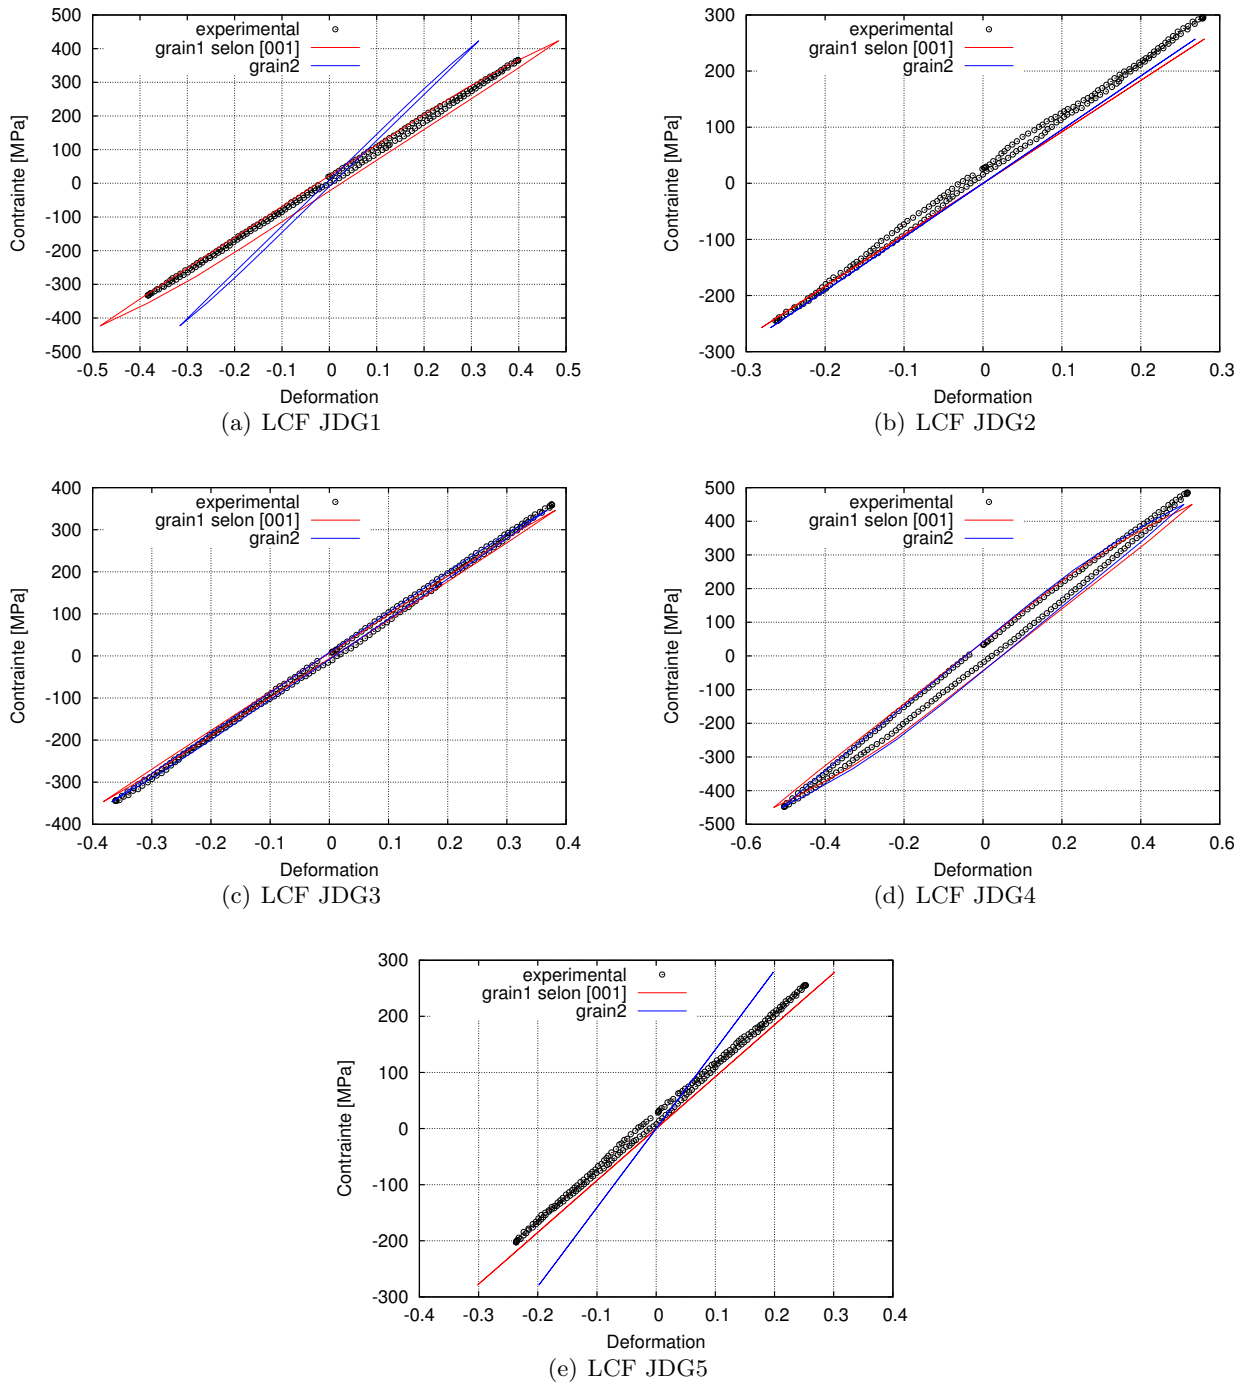 500
400
300
200
100
0
-100
-200
-300
-400
-500
-0.5 -0.4 -0.3 -0.2 -0.1 0 0.1 0.2 0.3 0.4 0.5
Contrainte [MPa]
Deformation
experimental
grain1 selon [001]
grain2
(a) LCF JDG1
300
200
100
0
-100
-200
-300
-0.3 -0.2 -0.1 0 0.1 0.2 0.3
Contrainte [MPa]
Deformation
experimental
grain1 selon [001]
grain2
(b) LCF JDG2
400
300
200
100
0
-100
-200
-300
-400
-0.4 -0.3 -0.2 -0.1 0 0.1 0.2 0.3 0.4
Contrainte [MPa]
Deformation
experimental
grain1 selon [001]
grain2
(c) LCF JDG3
500
400
300
200
100
0
-100
-200
-300
-400
-500
-0.6 -0.4 -0.2 0 0.2 0.4 0.6
Contrainte [MPa]
Deformation
experimental
grain1 selon [001]
grain2
(d) LCF JDG4
300
200
100
0
-100
-200
-300
-0.4 -0.3 -0.2 -0.1 0 0.1 0.2 0.3 0.4
Contrainte [MPa]
Deformation
experimental
grain1 selon [001]
grain2
(e) LCF JDG5